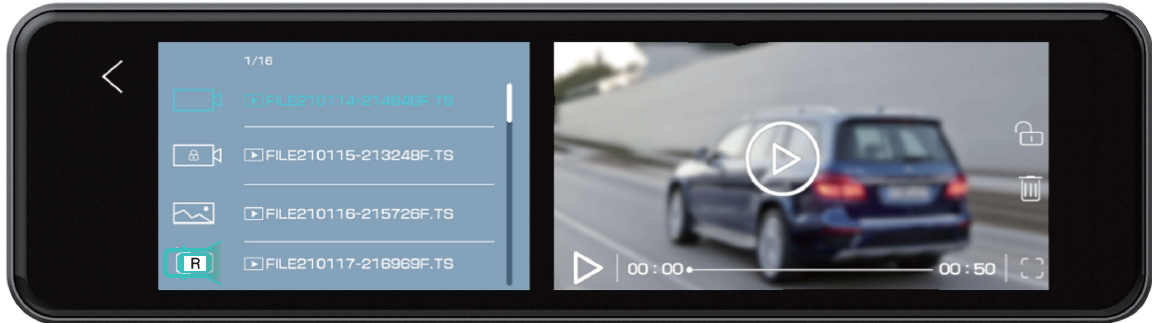 1/16
FILE210114-214648F.TS
FILE210115-213248F.TS
FILE210116-215726F.TS
FILE210117-216969F.TS
R
00:00
00:50